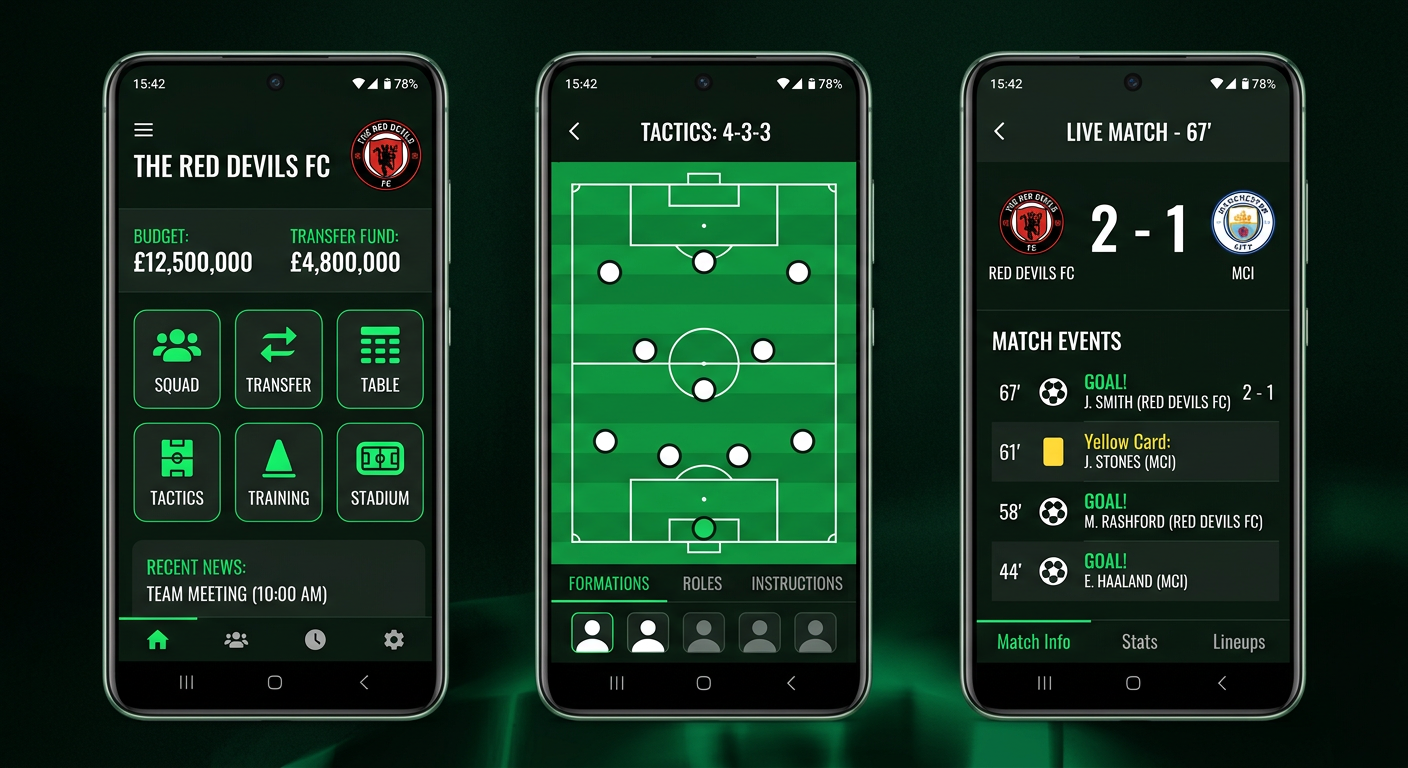 15:42
78%
THE RED DEVILS FC
BUDGET:
£12,500,000
TRANSFER FUND:
£4,800,000
SQUAD
TRANSFER
TABLE
TACTICS
TRAINING
STADIUM
RECENT NEWS:
TEAM MEETING (10:00 AM)
15:42
78%
TACTICS: 4-3-3
FORMATIONS
ROLES
INSTRUCTIONS
15:42
78%
LIVE MATCH - 67'
2 - 1
RED DEVILS FC
MCI
MATCH EVENTS
67'
GOAL!
J. SMITH (RED DEVILS FC)
2 - 1
61'
Yellow Card:
J. STONES (MCI)
58'
GOAL!
M. RASHFORD (RED DEVILS FC)
44'
GOAL!
E. HAALAND (MCI)
Match Info
Stats
Lineups